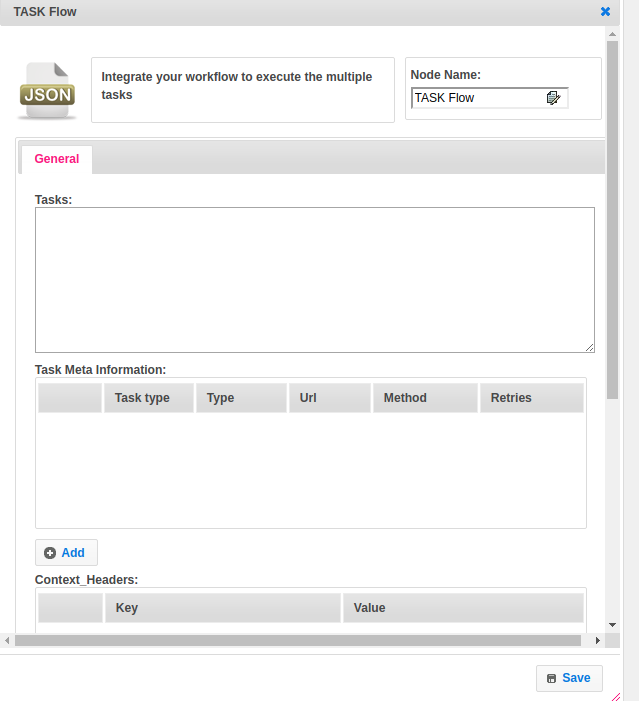 TASK Flow
JSON
Integrate your workflow to execute the multiple
tasks
Node Name:
TASK Flow
General
Tasks:
Task Meta Information:
Task type Type Url Method Retries
Add
Context_Headers:
Key Value
Save